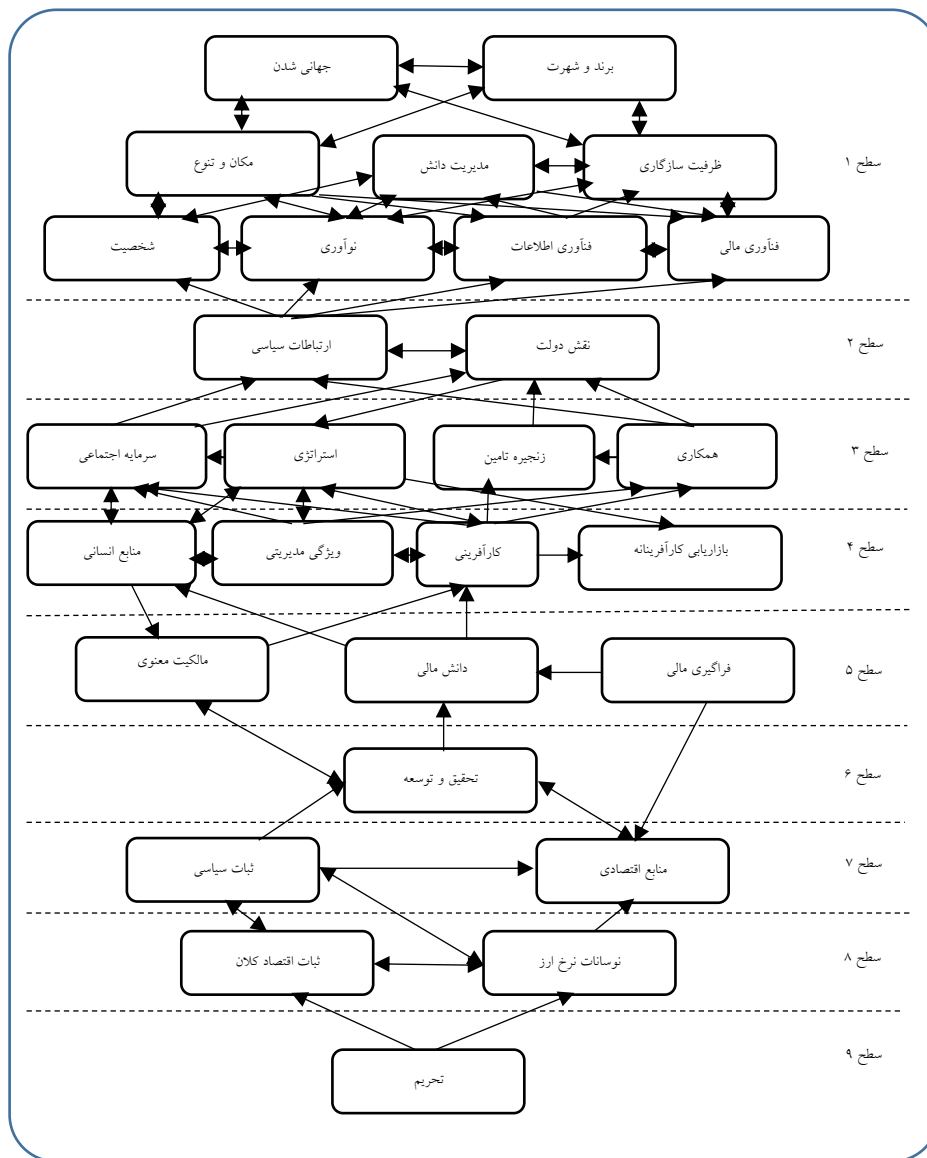 برند و شهرت
جهانی شدن
سطح ۱
ظرفیت سازگاری
مدیریت دانش
مکان و تنوع
فنآوری مالی
فنآوری اطلاعات
نوآوری
شخصیت
سطح ۲
نقش دولت
ارتباطات سیاسی
سطح ۳
همکاری
زنجیره تامین
استراتژی
سرمایه اجتماعی
سطح ۴
بازاریابی کارآفرینانه
کارآفرینی
ویژگی مدیریتی
منابع انسانی
سطح ۵
فراگیری مالی
دانش مالی
مالکیت معنوی
سطح ۶
تحقیق و توسعه
سطح ۷
منابع اقتصادی
ثبات سیاسی
سطح ۸
نوسانات نرخ ارز
ثبات اقتصاد کلان
سطح ۹
تحریم